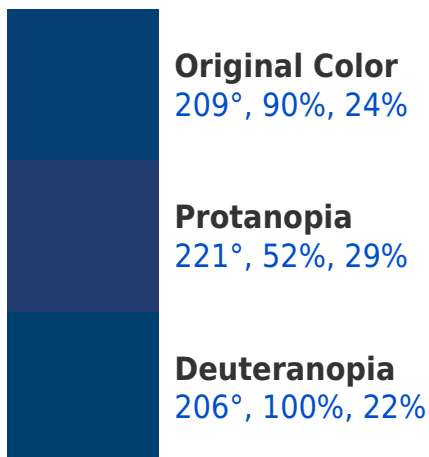 Original Color
209°, 90%, 24%
Protanopia
221°, 52%, 29%
Deuteranopia
206°, 100%, 22%